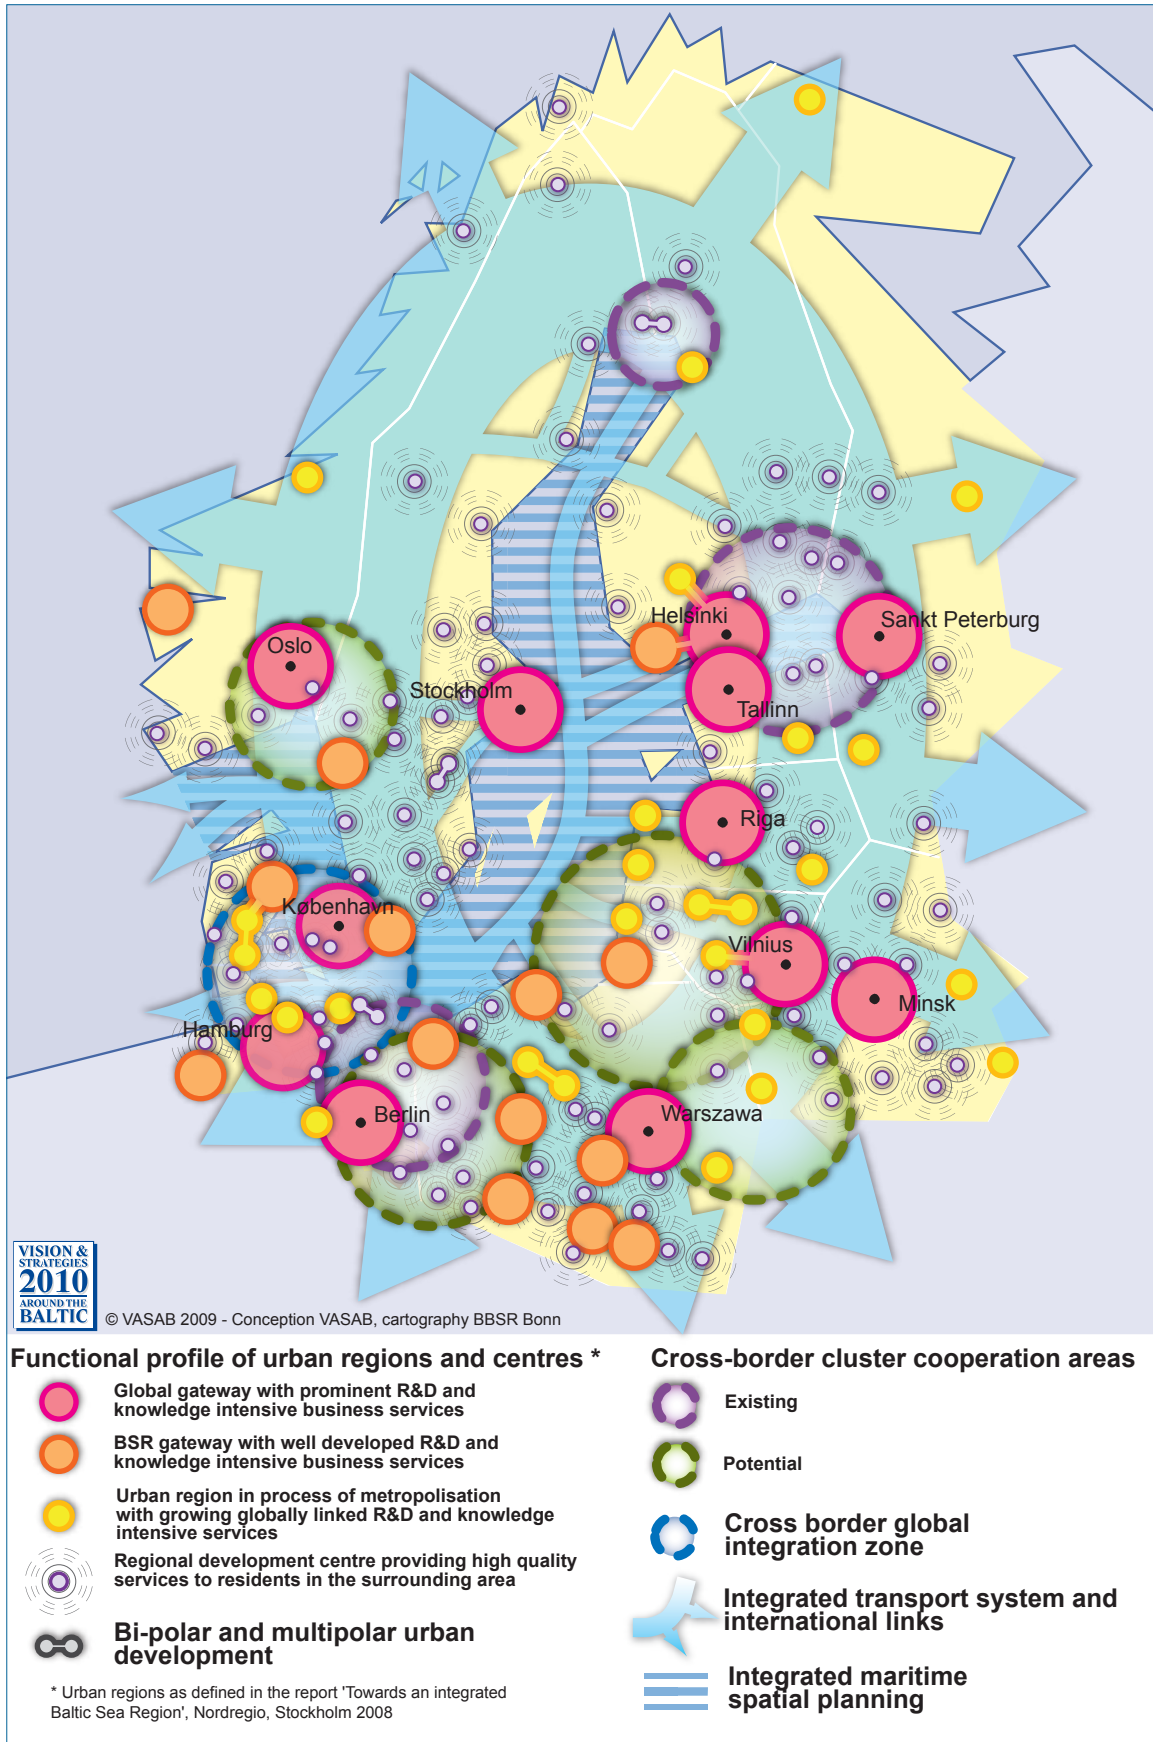 Helsinki
Sankt Peterburg
Oslo
Stockholm
Tallinn
Riga
København
Vilnius
Minsk
Hamburg
Berlin
Warszawa
VISION &
STRATEGIES
2010
AROUND THE
BALTIC
© VASAB 2009 - Conception VASAB, cartography BBSR Bonn
Functional profile of urban regions and centres *
Global gateway with prominent R&D and
knowledge intensive business services
BSR gateway with well developed R&D and
knowledge intensive business services
Urban region in process of metropolisation
with growing globally linked R&D and knowledge
intensive services
Regional development centre providing high quality
services to residents in the surrounding area
Bi-polar and multipolar urban
development
* Urban regions as defined in the report 'Towards an integrated
Baltic Sea Region', Nordregio, Stockholm 2008
Cross-border cluster cooperation areas
Existing
Potential
Cross border global
integration zone
Integrated transport system and
international links
Integrated maritime
spatial planning